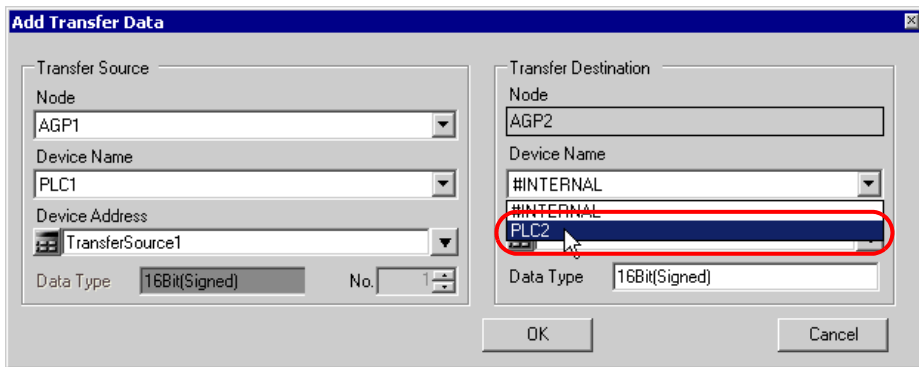 Add Transfer Data
Transfer Source
Node
AGP1
Device Name
PLC1
Device Address
TransferSource1
Data Type 16Bit(Signed) No. 1
Transfer Destination
Node
AGP2
Device Name
#INTERNAL
#INTERNAL
PLC2
Data Type 16Bit(Signed)
OK Cancel